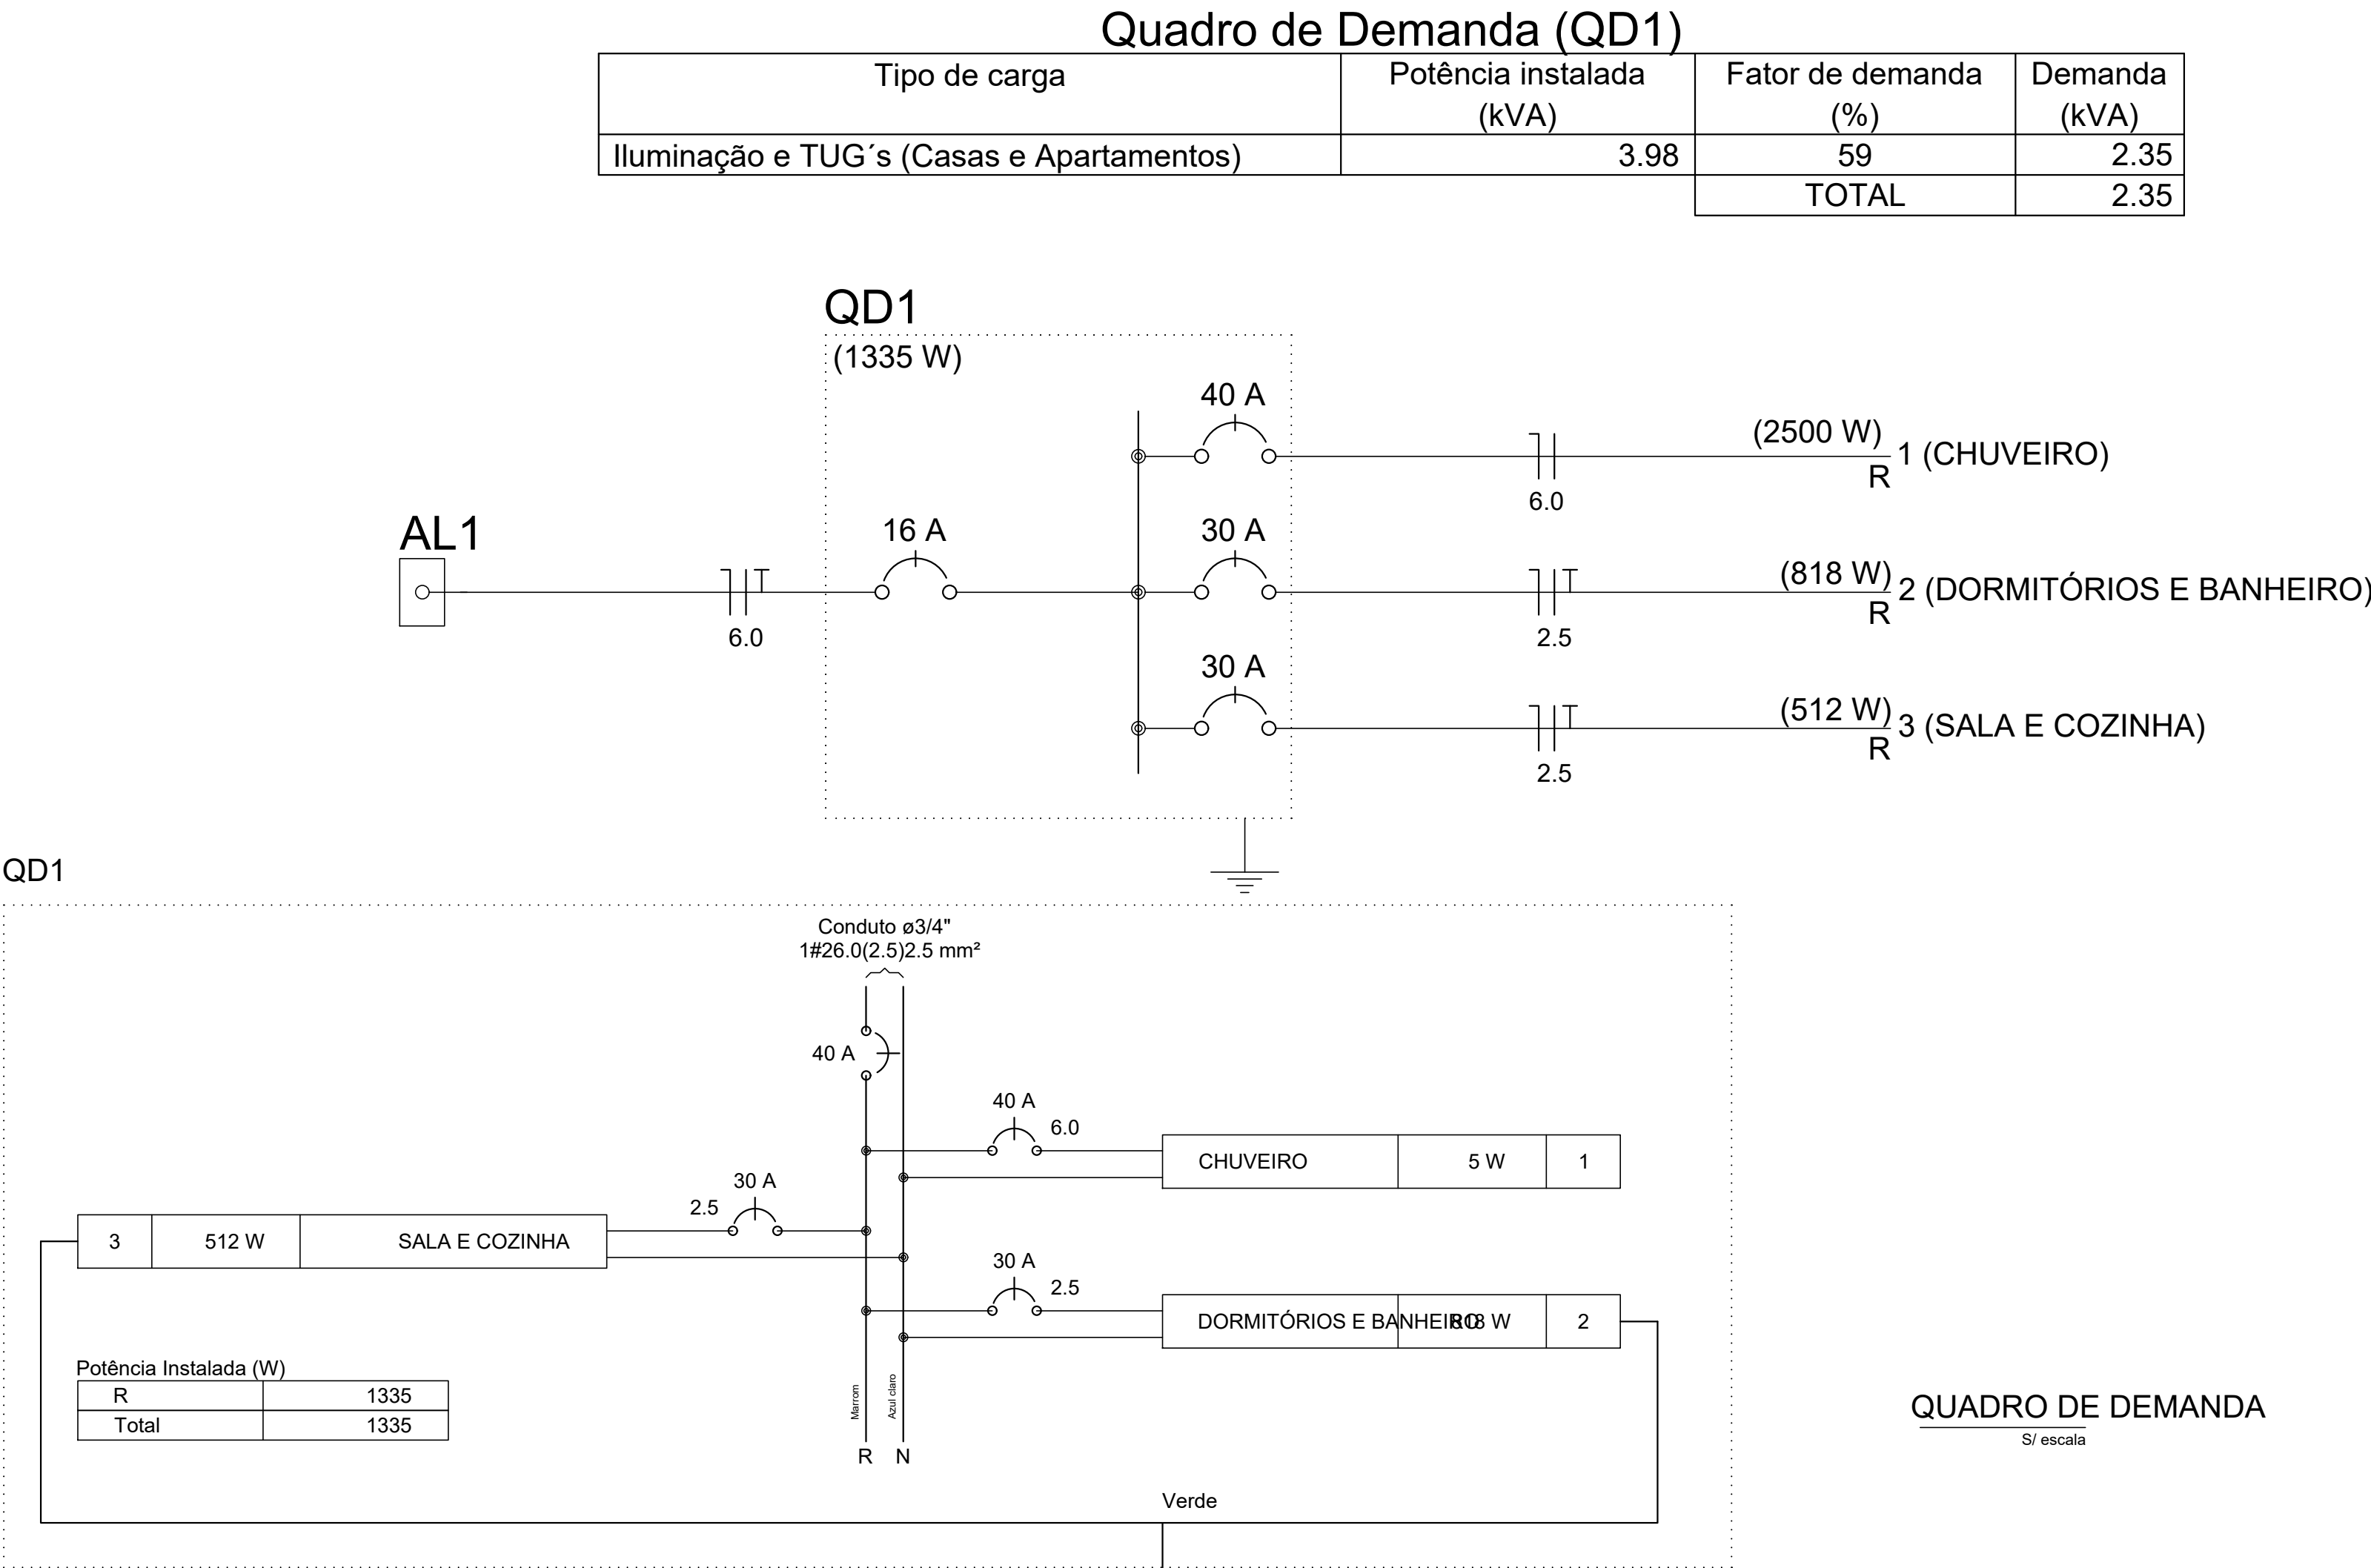 Quadro de Demanda (QD1)
Tipo de carga Potência instalada Fator de demanda Demanda
(kVA) (%) (kVA)
Iluminação e TUG´s (Casas e Apartamentos) 3.98 59 2.35
TOTAL 2.35
QD1
(1335 W)
40 A
(2500 W)
1 (CHUVEIRO)
R
6.0
AL1
16 A
30 A
(818 W)
2 (DORMITÓRIOS E BANHEIRO)
R
6.0
2.5
30 A
(512 W)
3 (SALA E COZINHA)
R
2.5
QD1
Conduto ø3/4"
1#26.0(2.5)2.5 mm²
40 A
40 A
6.0
CHUVEIRO 5 W 1
30 A
2.5
3 512 W SALA E COZINHA
30 A
2.5
DORMITÓRIOS E BANHEIRO 818 W 2
Potência Instalada (W)
R 1335
Total 1335
Marrom
Azul claro
R N
QUADRO DE DEMANDA
S/ escala
Verde